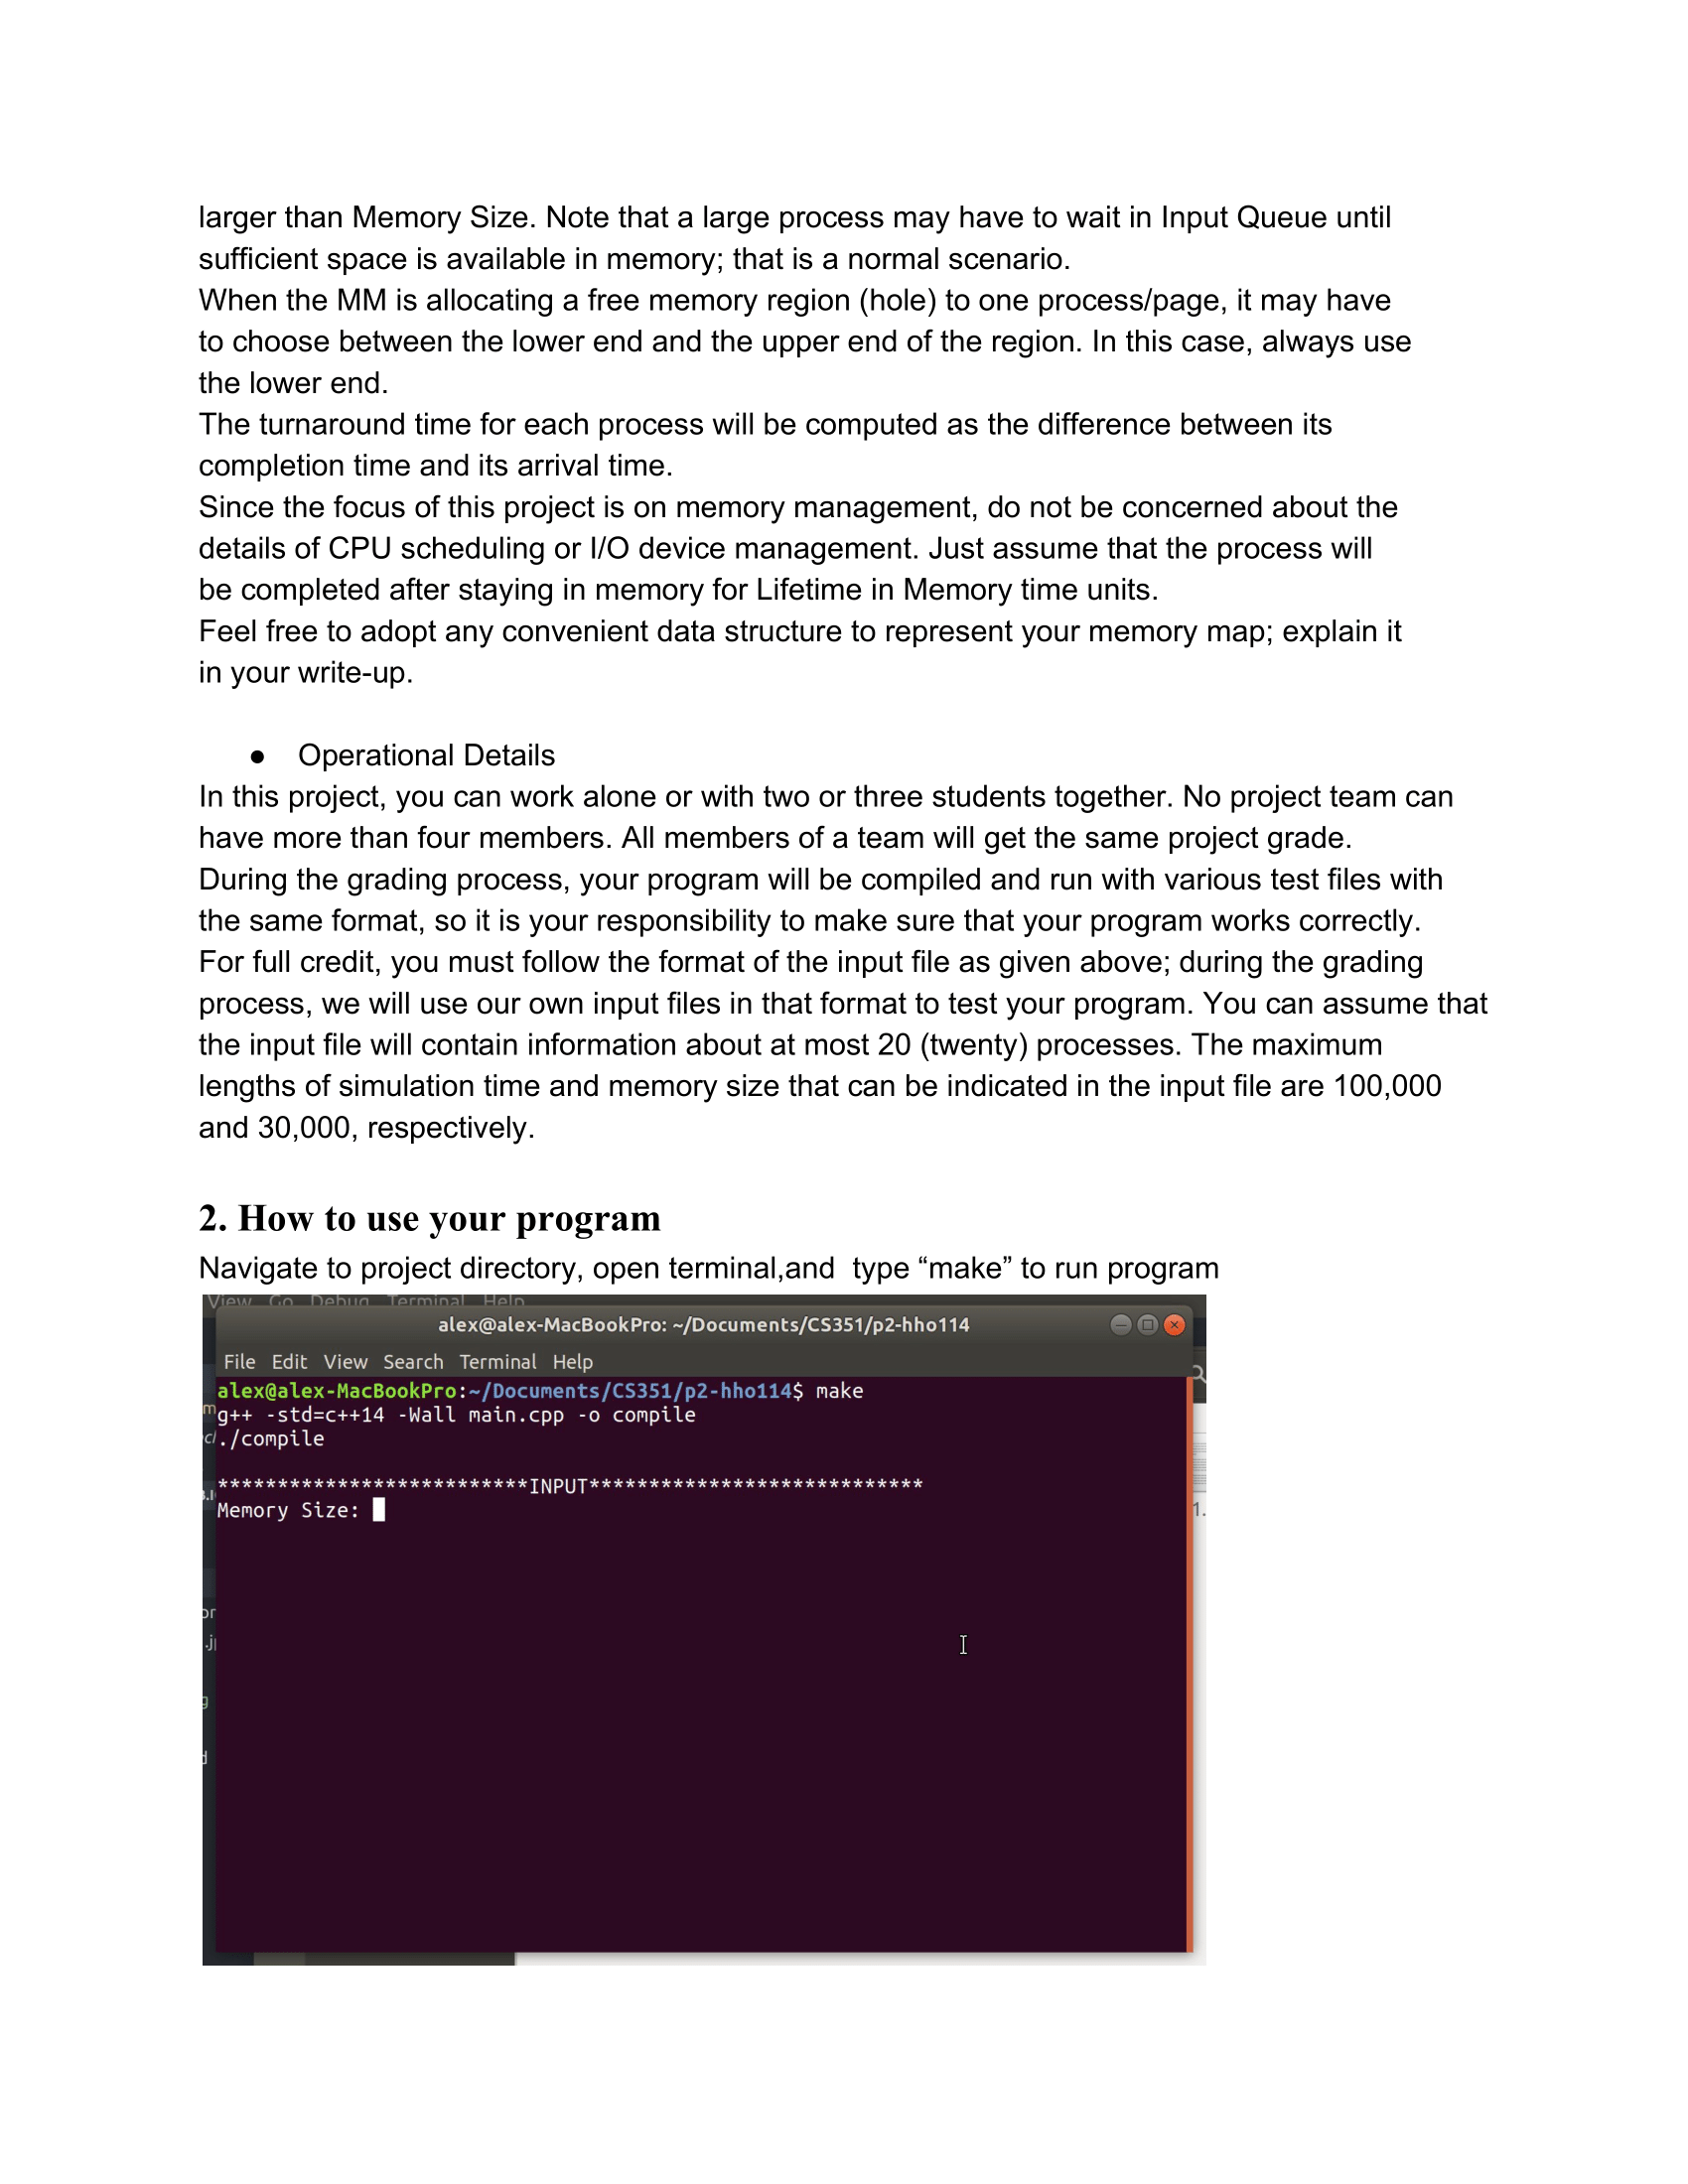 larger than Memory Size. Note that a large process may have to wait in Input Queue until
sufficient space is available in memory; that is a normal scenario.
When the MM is allocating a free memory region (hole) to one process/page, it may have
to choose between the lower end and the upper end of the region. In this case, always use
the lower end.
The turnaround time for each process will be computed as the difference between its
completion time and its arrival time.
Since the focus of this project is on memory management, do not be concerned about the
details of CPU scheduling or I/O device management. Just assume that the process will
be completed after staying in memory for Lifetime in Memory time units.
Feel free to adopt any convenient data structure to represent your memory map; explain it
in your write-up.
● Operational Details
In this project, you can work alone or with two or three students together. No project team can
have more than four members. All members of a team will get the same project grade.
During the grading process, your program will be compiled and run with various test files with
the same format, so it is your responsibility to make sure that your program works correctly.
For full credit, you must follow the format of the input file as given above; during the grading
process, we will use our own input files in that format to test your program. You can assume that
the input file will contain information about at most 20 (twenty) processes. The maximum
lengths of simulation time and memory size that can be indicated in the input file are 100,000
and 30,000, respectively.
2. How to use your program
Navigate to project directory, open terminal,and  type “make” to run program
View Go Debug Terminal Help
alex@alex-MacBookPro: ~/Documents/CS351/p2-hho114
File Edit View Search Terminal Help
alex@alex-MacBookPro:~/Documents/CS351/p2-hho114$ make
g++ -std=c++14 -Wall main.cpp -o compile
./compile
**************************INPUT****************************
Memory Size:
1.